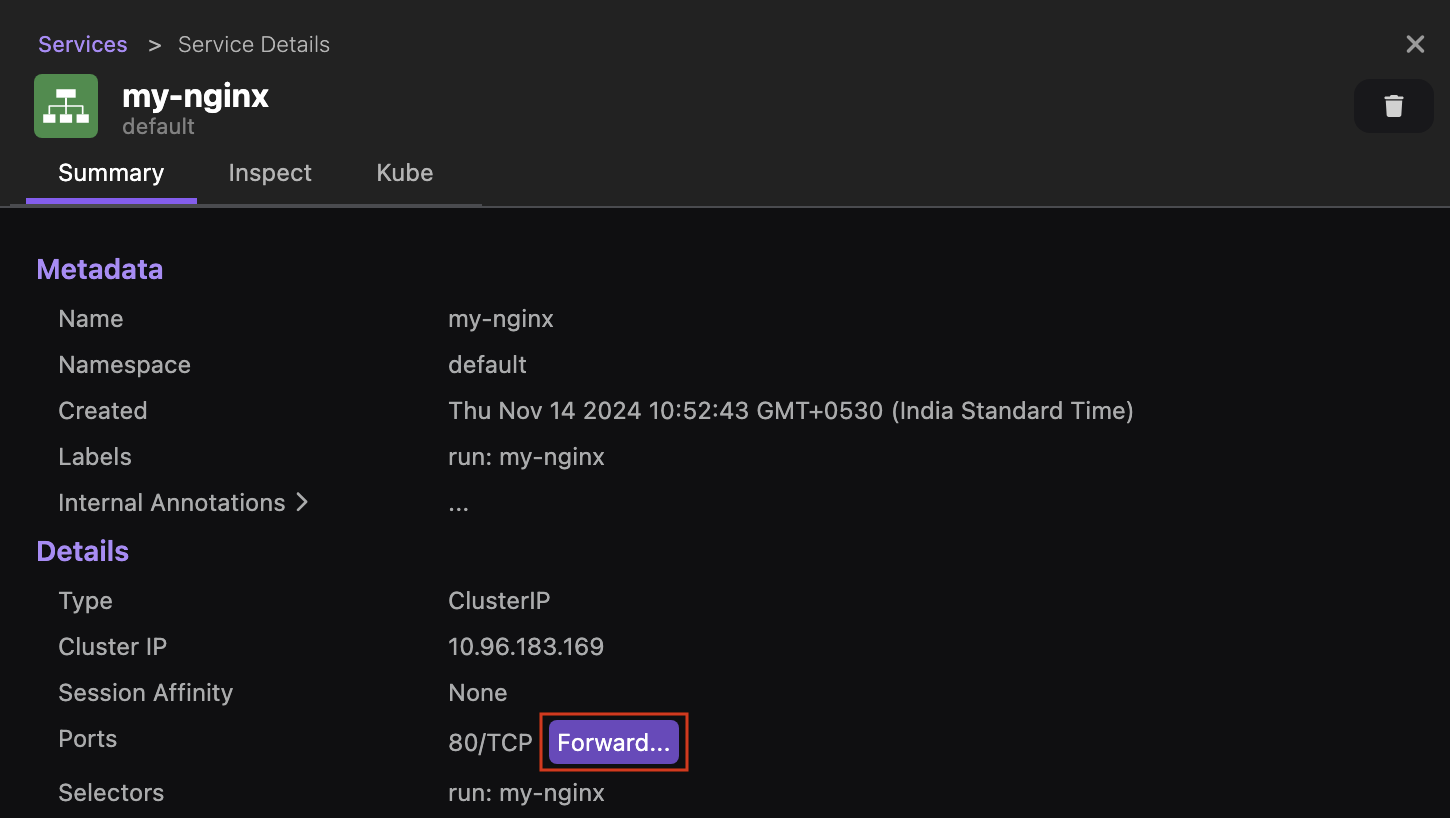 Services > Service Details
my-nginx
default
Summary Inspect Kube
Metadata
Name my-nginx
Namespace default
Created Thu Nov 14 2024 10:52:43 GMT+0530 (India Standard Time)
Labels run: my-nginx
Internal Annotations > ...
Details
Type ClusterIP
Cluster IP 10.96.183.169
Session Affinity None
Ports 80/TCP Forward...
Selectors run: my-nginx